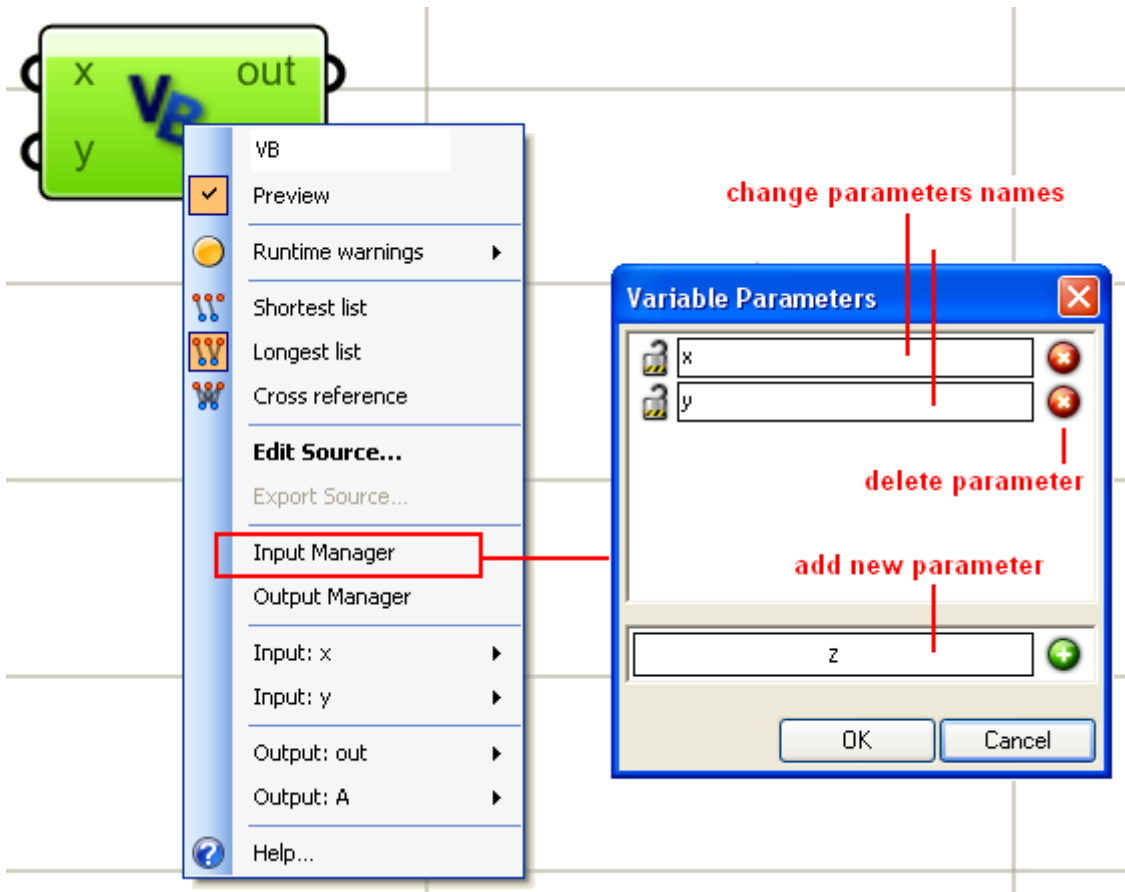 x
VB
out
y
VB
Preview
Runtime warnings
Shortest list
Longest list
Cross reference
Edit Source...
Export Source...
Input Manager
Output Manager
Input: x
Input: y
Output: out
Output: A
Help...
change parameters names
Variable Parameters
x
y
delete parameter
add new parameter
z
OK
Cancel